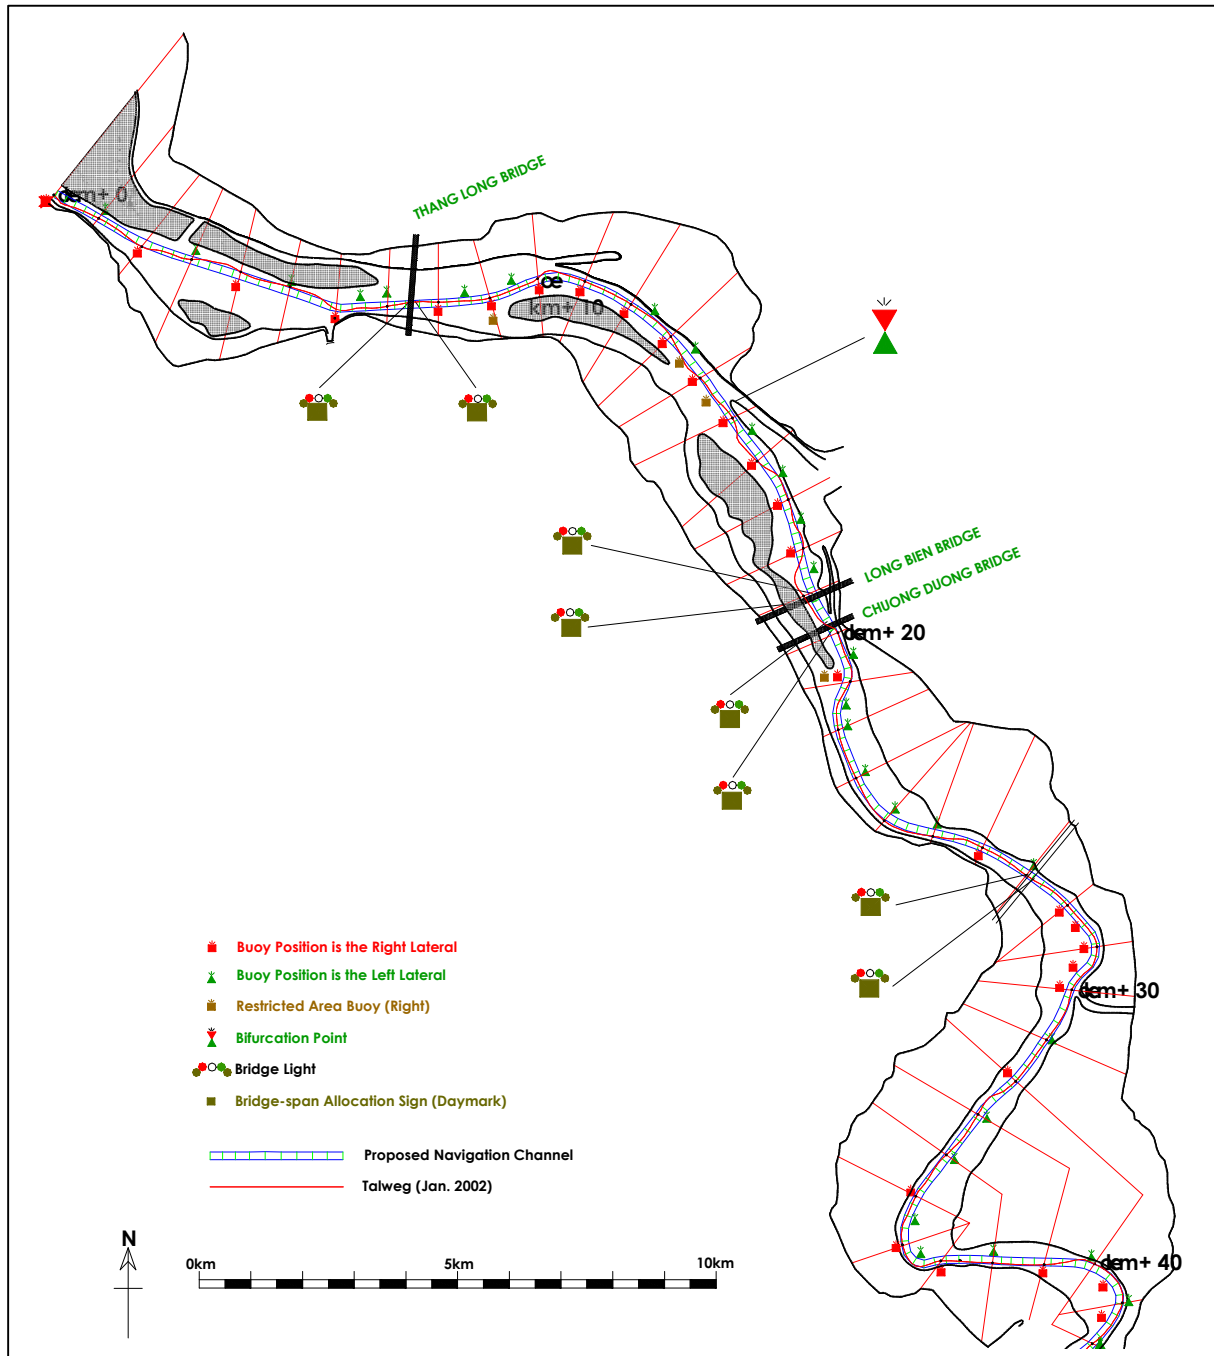 THANG LONG BRIDGE
km+ 0
km+ 10
LONG BIEN BRIDGE
CHUONG DUONG BRIDGE
km+ 20
Buoy Position is the Right Lateral
Buoy Position is the Left Lateral
Restricted Area Buoy (Right)
Bifurcation Point
Bridge Light
Bridge-span Allocation Sign (Daymark)
km+ 30
Proposed Navigation Channel
Talweg (Jan. 2002)
N
0km 5km 10km
km+ 40